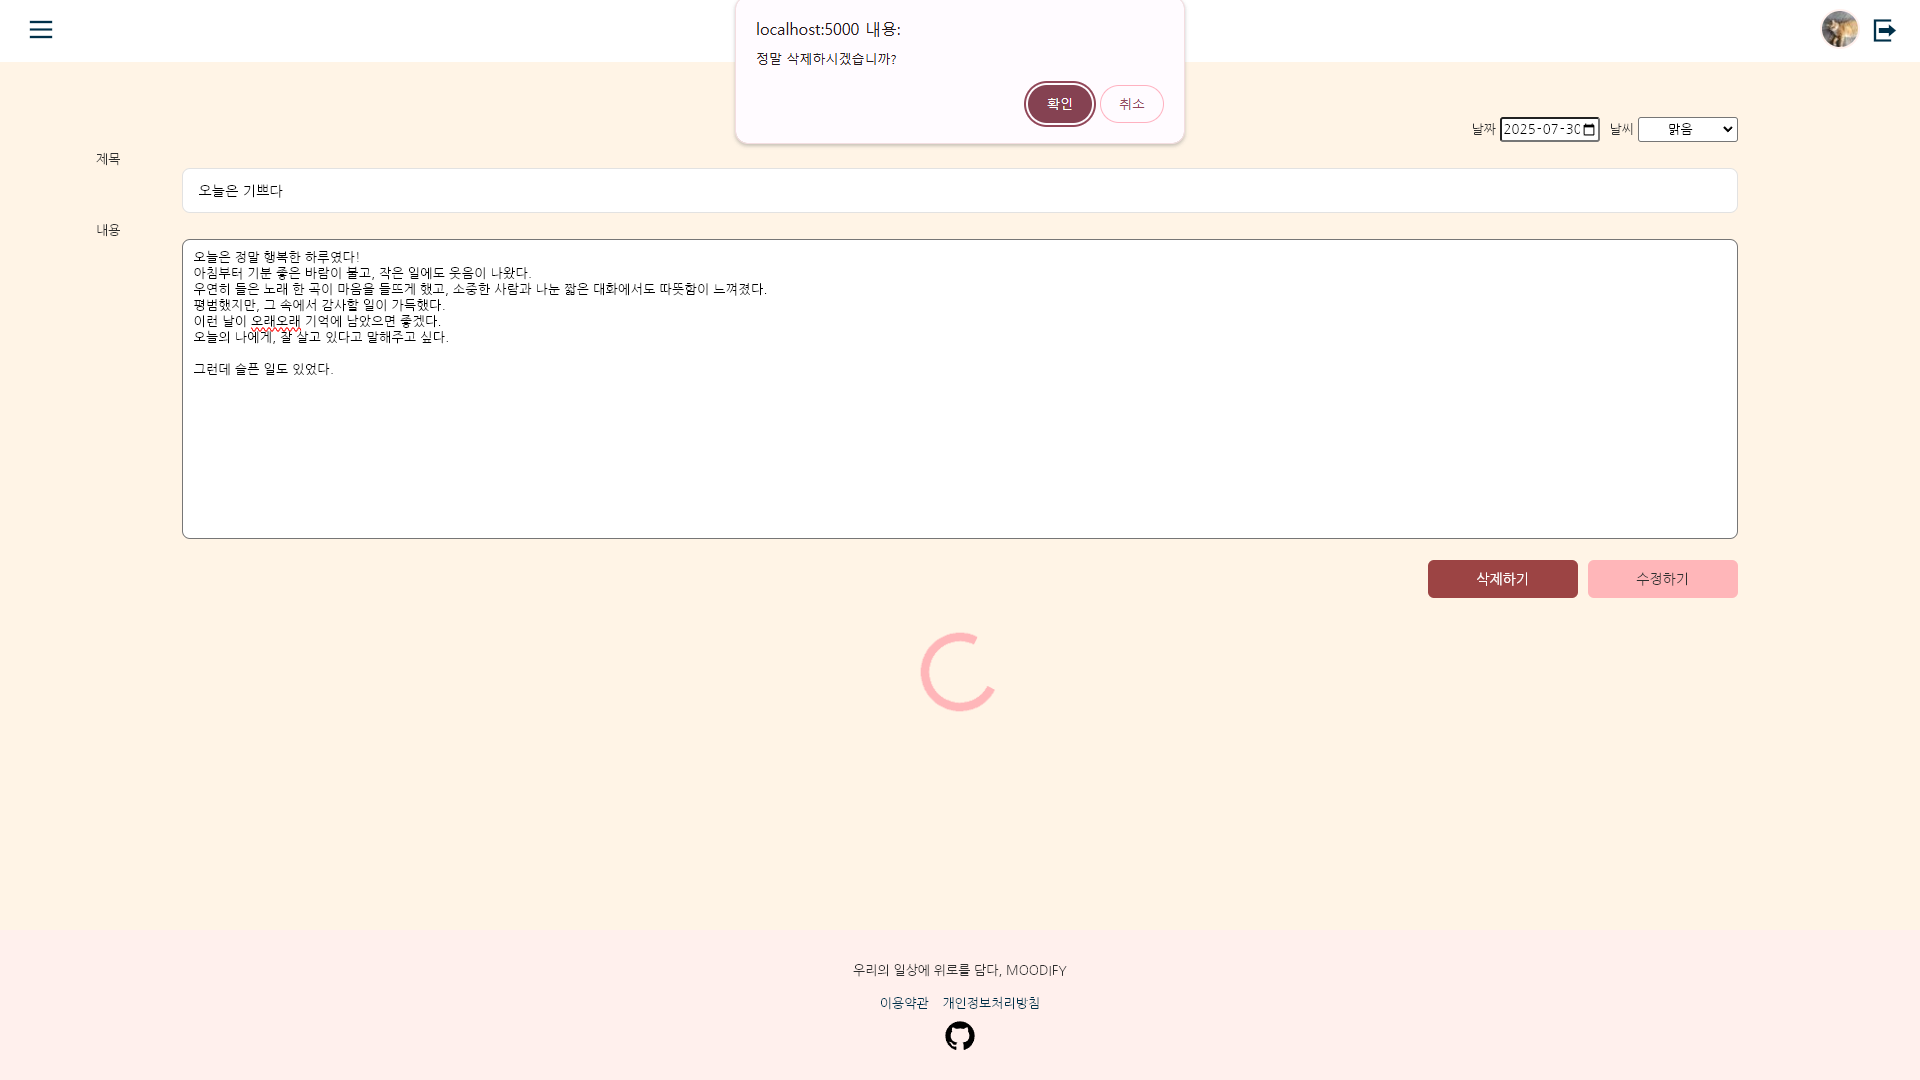 localhost:5000 내용:
정말 삭제하시겠습니까?
확인 취소
날짜 2025-07-30 날씨 맑음
제목
오늘은 기쁘다
내용
오늘은 정말 행복한 하루였다!
아침부터 기분 좋은 바람이 불고, 작은 일에도 웃음이 나왔다.
우연히 들은 노래 한 곡이 마음을 들뜨게 했고, 소중한 사람과 나눈 짧은 대화에서도 따뜻함이 느껴졌다.
평범했지만, 그 속에서 감사할 일이 가득했다.
이런 날이 오래오래 기억에 남았으면 좋겠다.
오늘의 나에게, 잘 살고 있다고 말해주고 싶다.
그런데 슬픈 일도 있었다.
삭제하기 수정하기
우리의 일상에 위로를 담다, MOODIFY
이용약관 개인정보처리방침